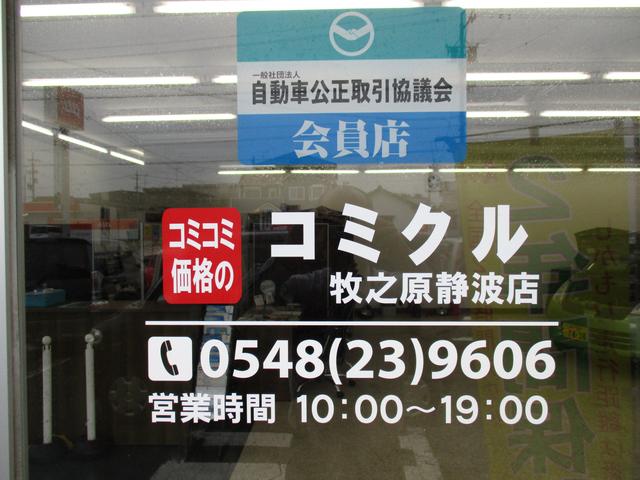 一般社団法人
自動車公正取引協議会
会員店
コミコミ
価格の
コミクル
牧之原静波店
0548(23)9606
営業時間 10:00～19:00